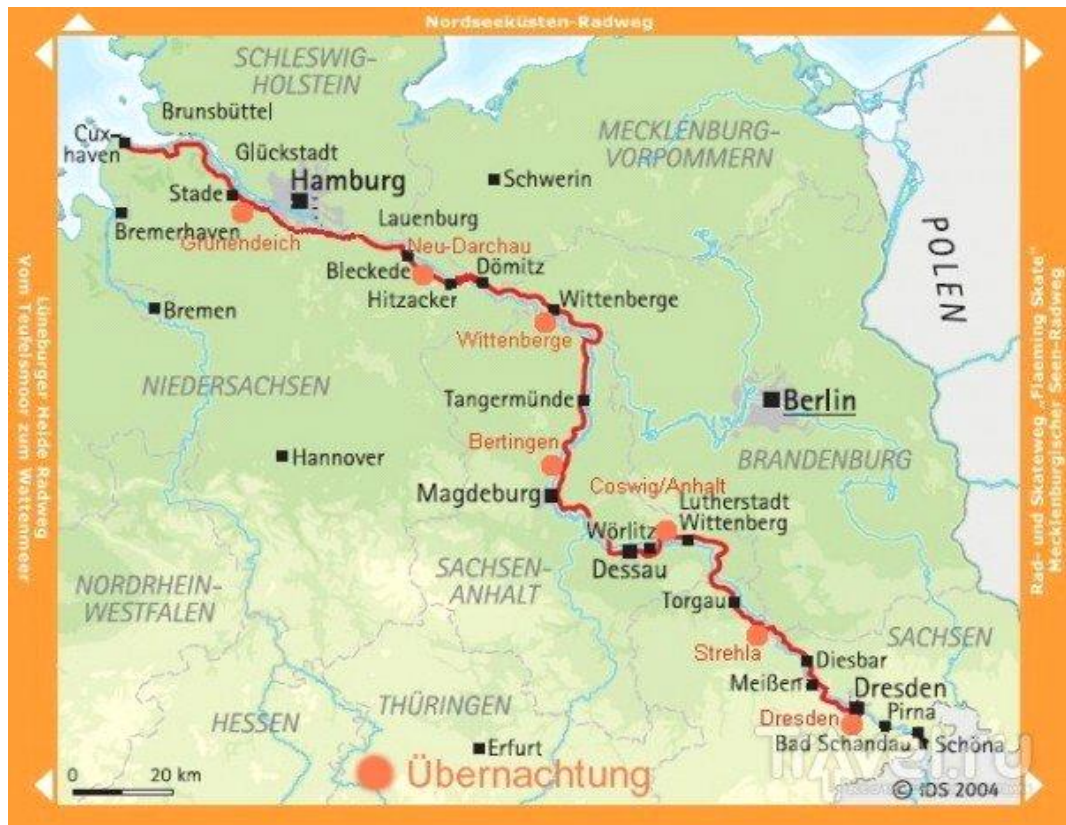 Nordseeküsten-Radweg
SCHLESWIG-
HOLSTEIN
Brunsbüttel
Cux-
haven
MECKLENBURG-
VORPOMMERN
Glückstadt
Hamburg
Schwerin
Stade
Lauenburg
Bremerhaven
Grünendeich
Neu-Darchau
POLEN
Bleckede
Dömitz
Hitzacker
Wittenberge
Bremen
Wittenberge
NIEDERSACHSEN
Tangermünde
Berlin
Bertingen
Hannover
BRANDENBURG
Magdeburg
Coswig/Anhalt
Lutherstadt
Wittenberg
Wörlitz
Dessau
SACHSEN-
ANHALT
NORDRHEIN-
WESTFALEN
Torgau
SACHSEN
Strehla
Diesbar
Meißen
Dresden
THÜRINGEN
HESSEN
Dresden
Pirna
Bad Schandau
Schöna
Erfurt
0 20 km
Übernachtung
© IDS 2004
Lüneburger Heide Radweg
Vom Teufelsmoor zum Wattenmeer
Rad- und Skateweg „Flaeming Skate"
Mecklenburgischer Seen-Radweg